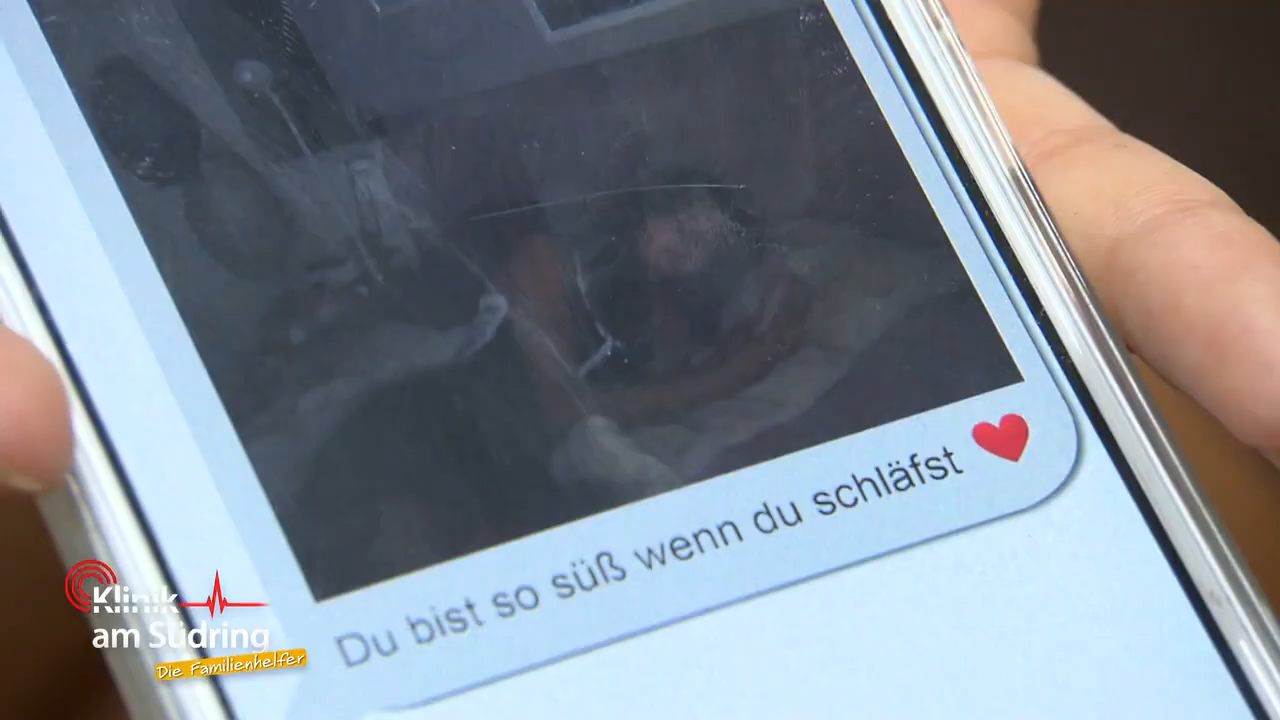 Du bist so süß wenn du schläfst ❤
Klinik
am Südring
Die Familienhelfer